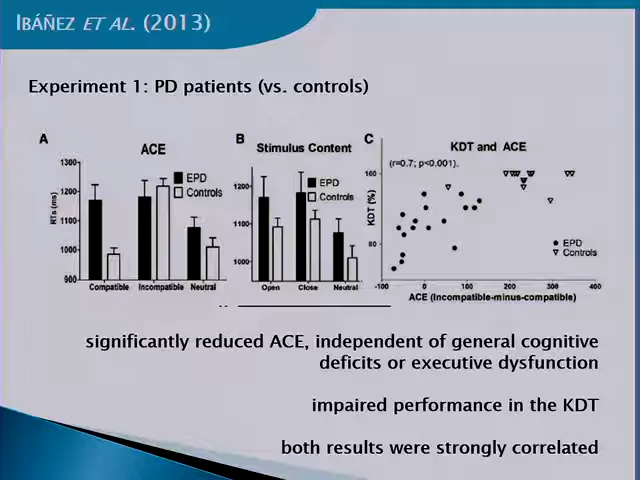 IBÁÑEZ ET AL. (2013)
Experiment 1: PD patients (vs. controls)
A
ACE
RTs (ms)
1300
1200
1100
1000
900
EPD
Controls
Compatible Incompatible Neutral
B
Stimulus Content
1200
1100
1000
EPD
Controls
Open Close Neutral
C
KDT and ACE
(r=0.7; p<0.001).
KDT (%)
100
80
EPD
Controls
-100 0 100 200 300 400
ACE (Incompatible-minus-compatible)
significantly reduced ACE, independent of general cognitive
deficits or executive dysfunction
impaired performance in the KDT
both results were strongly correlated